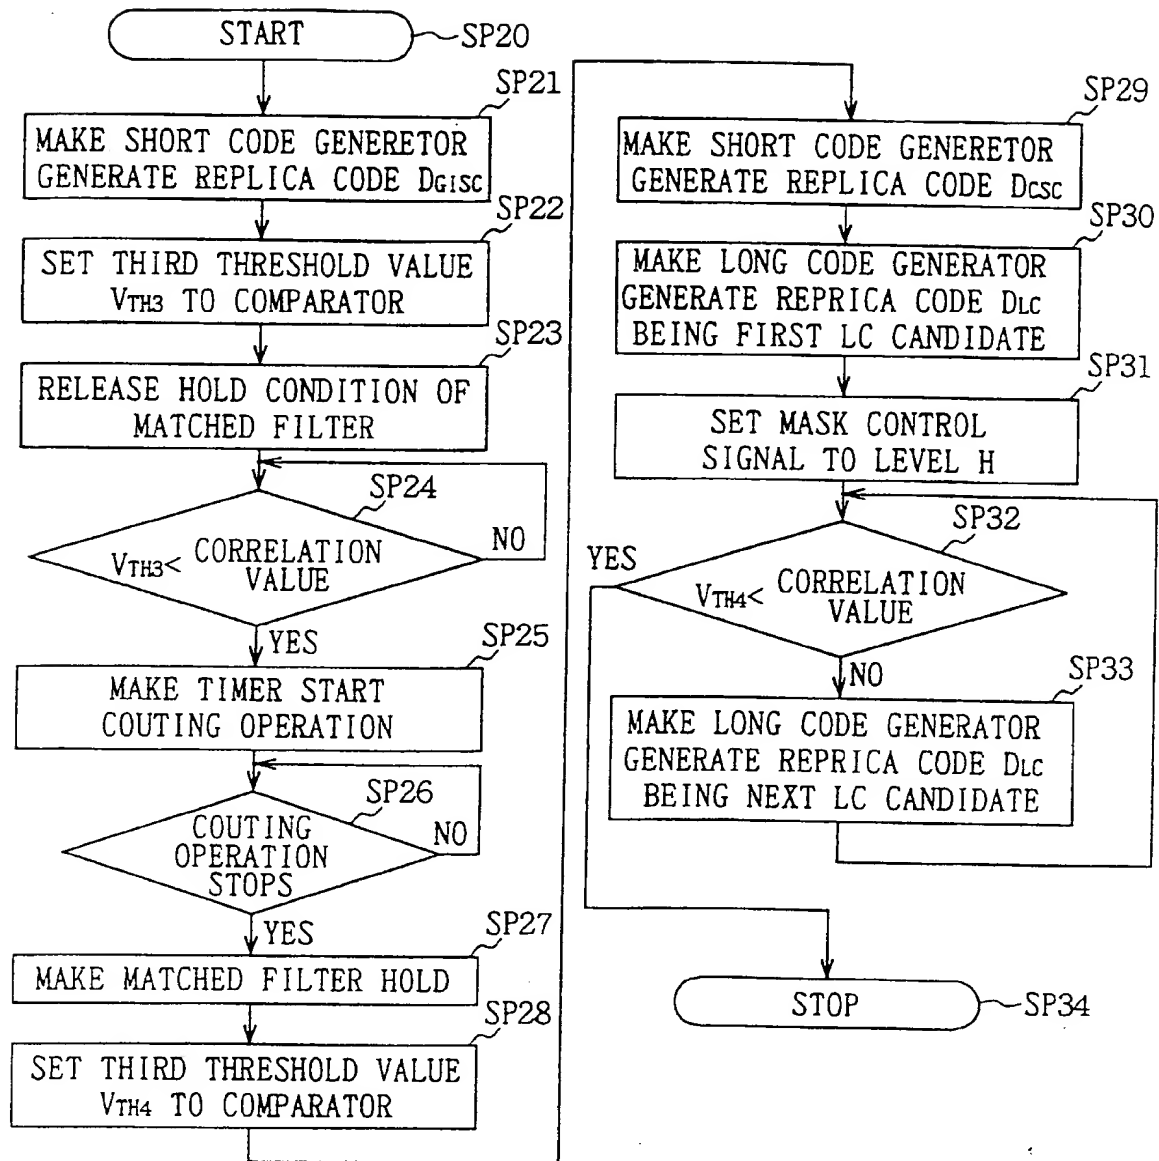 START
SP20
SP21
MAKE SHORT CODE GENERETOR
GENERATE REPLICA CODE DGISC
SP22
SET THIRD THRESHOLD VALUE
VTH3 TO COMPARATOR
SP23
RELEASE HOLD CONDITION OF
MATCHED FILTER
SP24
NO
VTH3< CORRELATION
VALUE
YES
SP25
MAKE TIMER START
COUTING OPERATION
SP26
NO
COUTING
OPERATION
STOPS
YES
SP27
MAKE MATCHED FILTER HOLD
SP28
SET THIRD THRESHOLD VALUE
VTH4 TO COMPARATOR
SP29
MAKE SHORT CODE GENERETOR
GENERATE REPLICA CODE DCSC
SP30
MAKE LONG CODE GENERATOR
GENERATE REPRICA CODE DLC
BEING FIRST LC CANDIDATE
SP31
SET MASK CONTROL
SIGNAL TO LEVEL H
SP32
YES
VTH4< CORRELATION
VALUE
NO
SP33
MAKE LONG CODE GENERATOR
GENERATE REPRICA CODE DLC
BEING NEXT LC CANDIDATE
STOP
SP34